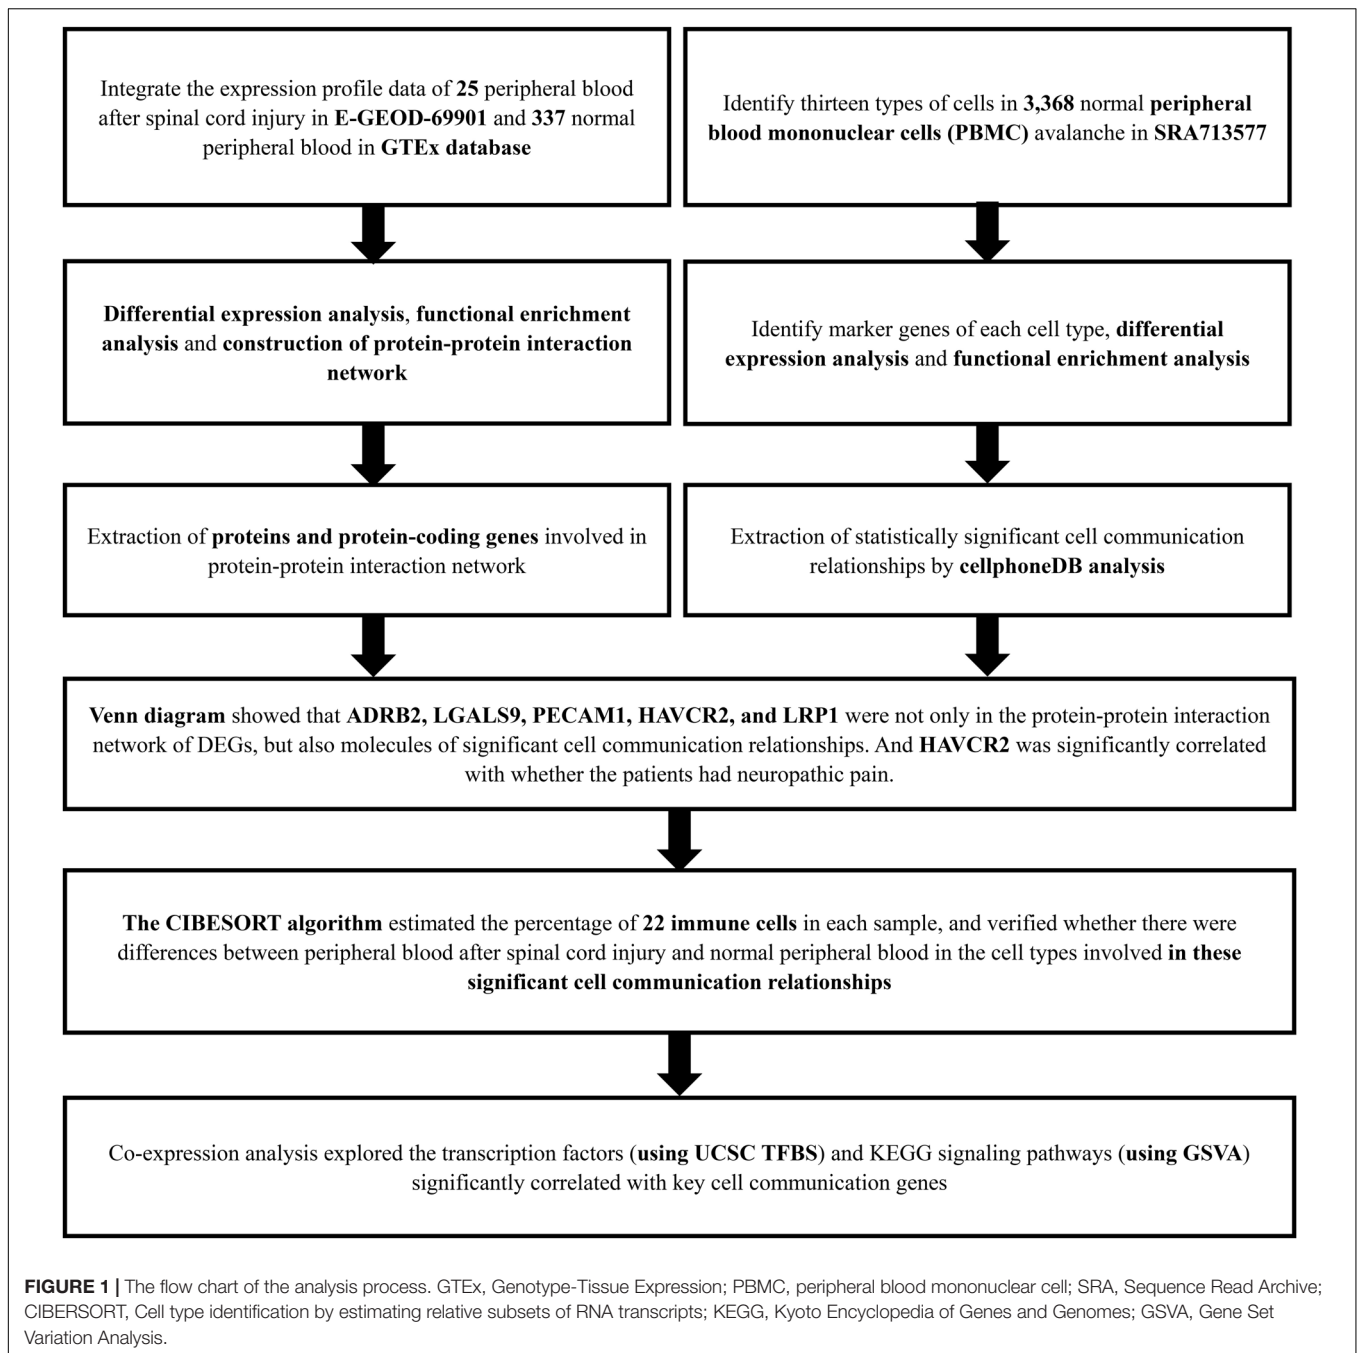 Integrate the expression profile data of 25 peripheral blood
after spinal cord injury in E-GEOD-69901 and 337 normal
peripheral blood in GTEx database
Identify thirteen types of cells in 3,368 normal peripheral
blood mononuclear cells (PBMC) avalanche in SRA713577
Differential expression analysis, functional enrichment
analysis and construction of protein-protein interaction
network
Identify marker genes of each cell type, differential
expression analysis and functional enrichment analysis
Extraction of proteins and protein-coding genes involved in
protein-protein interaction network
Extraction of statistically significant cell communication
relationships by cellphoneDB analysis
Venn diagram showed that ADRB2, LGALS9, PECAM1, HAVCR2, and LRP1 were not only in the protein-protein interaction
network of DEGs, but also molecules of significant cell communication relationships. And HAVCR2 was significantly correlated
with whether the patients had neuropathic pain.
The CIBESORT algorithm estimated the percentage of 22 immune cells in each sample, and verified whether there were
differences between peripheral blood after spinal cord injury and normal peripheral blood in the cell types involved in these
significant cell communication relationships
Co-expression analysis explored the transcription factors (using UCSC TFBS) and KEGG signaling pathways (using GSVA)
significantly correlated with key cell communication genes
FIGURE 1 | The flow chart of the analysis process. GTEx, Genotype-Tissue Expression; PBMC, peripheral blood mononuclear cell; SRA, Sequence Read Archive;
CIBERSORT, Cell type identification by estimating relative subsets of RNA transcripts; KEGG, Kyoto Encyclopedia of Genes and Genomes; GSVA, Gene Set
Variation Analysis.